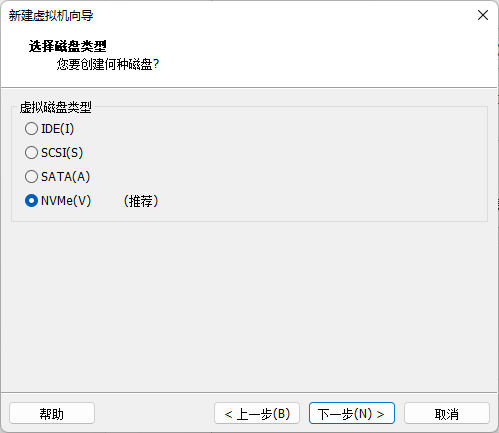 新建虚拟机向导
选择磁盘类型
您要创建何种磁盘?
虚拟磁盘类型
IDE(I)
SCSI(S)
SATA(A)
NVMe(V) （推荐）
帮助 < 上一步(B) 下一步(N) > 取消